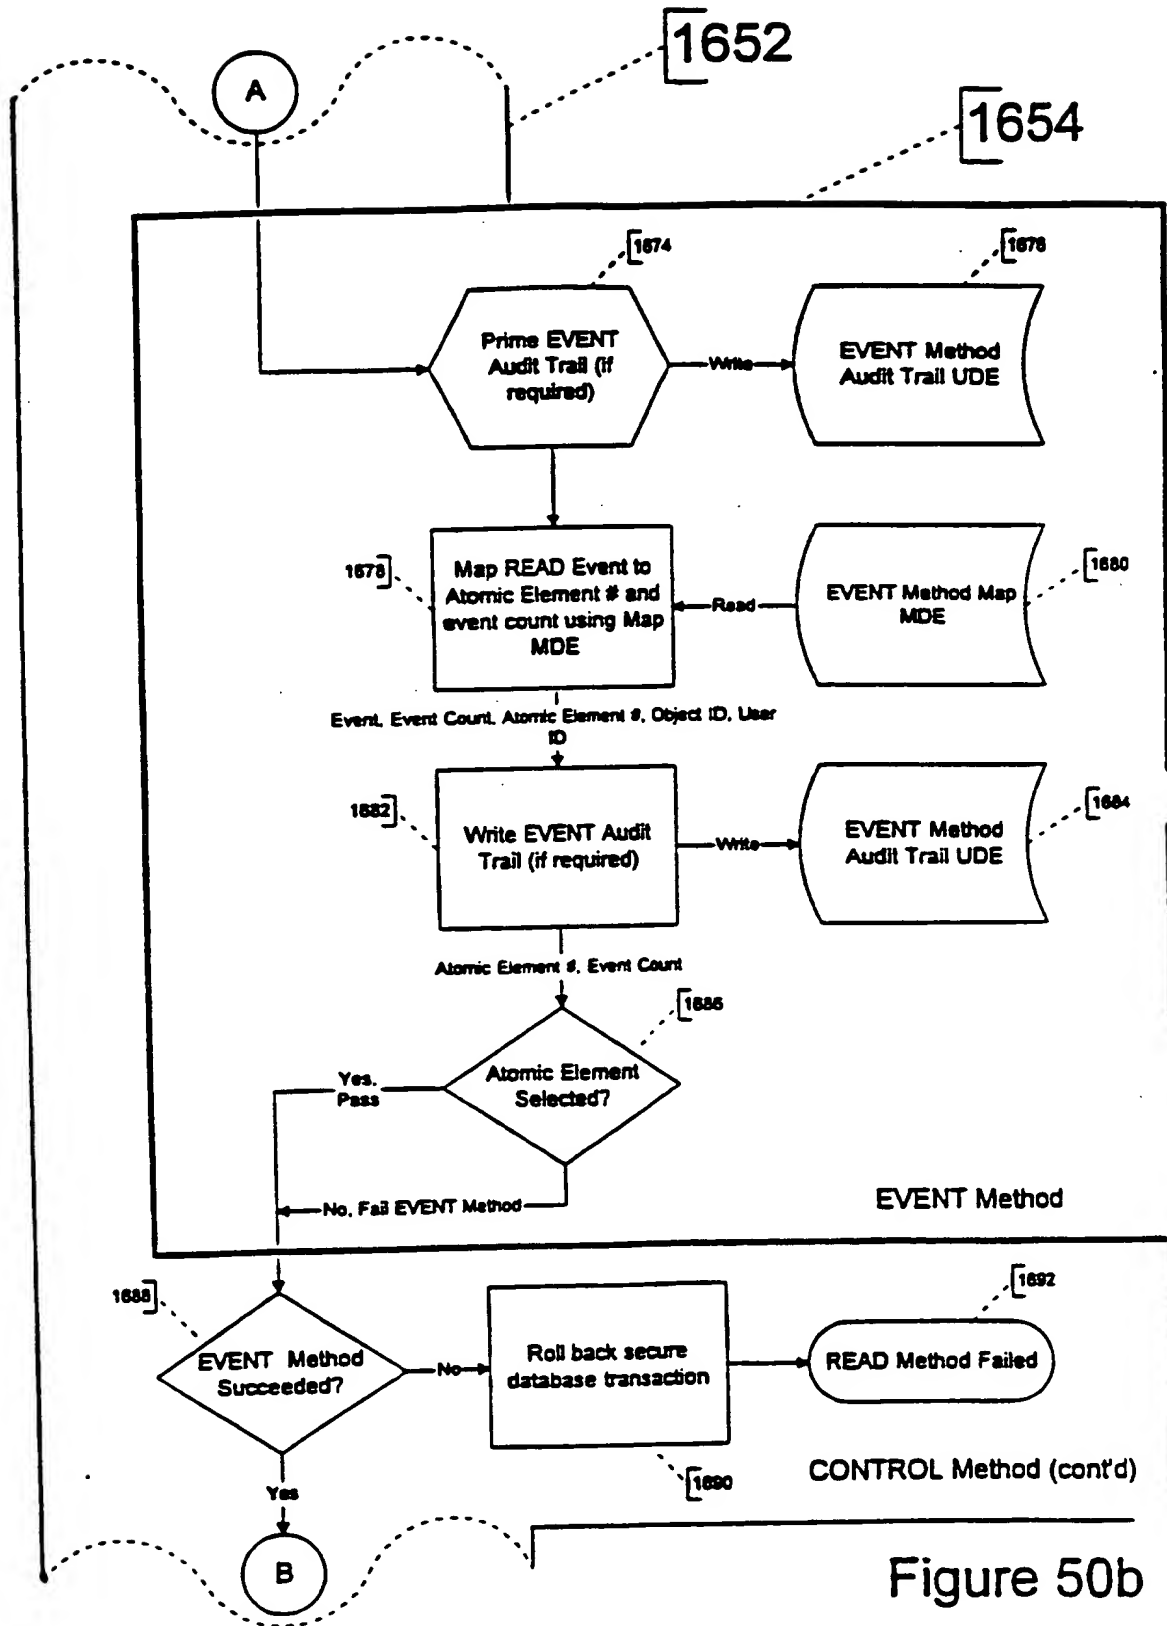 1652
A
1654
1674
1676
Prime EVENT
Audit Trail (if
required)
Write
EVENT Method
Audit Trail UDE
1678
Map READ Event to
Atomic Element # and
event count using Map
MDE
Read
EVENT Method Map
MDE
1680
Event, Event Count, Atomic Element #, Object ID, User
ID
1682
Write EVENT Audit
Trail (if required)
Write
EVENT Method
Audit Trail UDE
1684
Atomic Element #, Event Count
1686
Atomic Element
Selected?
Yes,
Pass
No, Fail EVENT Method
EVENT Method
1688
EVENT Method
Succeeded?
No
Roll back secure
database transaction
1692
READ Method Failed
1690
CONTROL Method (cont'd)
Yes
B
Figure 50b